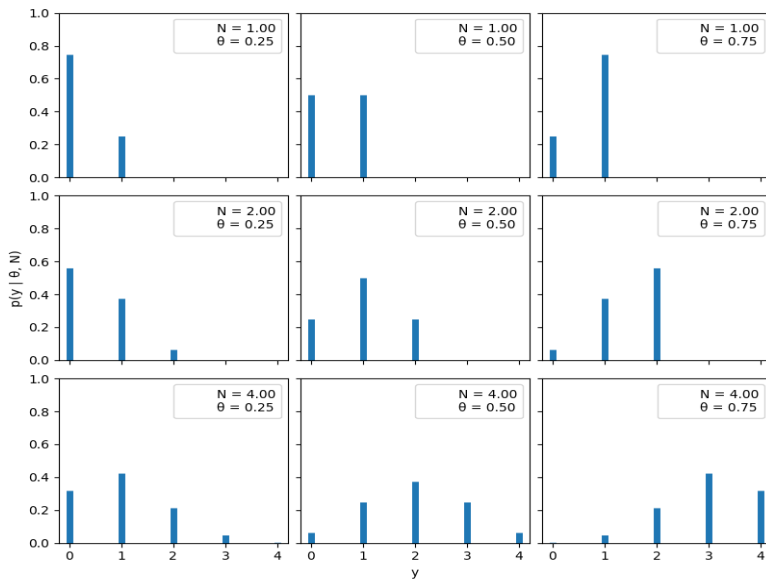 1.0
0.8
0.6
0.4
0.2
0.0
N = 1.00
θ = 0.25
N = 1.00
θ = 0.50
N = 1.00
θ = 0.75
1.0
0.8
0.6
0.4
0.2
0.0
p(y | θ, N)
N = 2.00
θ = 0.25
N = 2.00
θ = 0.50
N = 2.00
θ = 0.75
1.0
0.8
0.6
0.4
0.2
0.0
N = 4.00
θ = 0.25
N = 4.00
θ = 0.50
N = 4.00
θ = 0.75
0 1 2 3 4
0 1 2 3 4
0 1 2 3 4
y